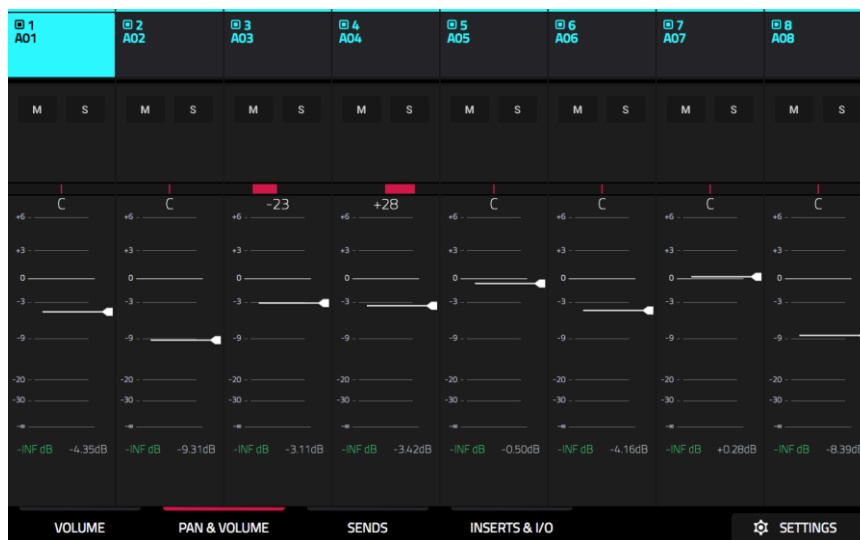 1 2 3 4 5 6 7 8
A01 A02 A03 A04 A05 A06 A07 A08
M S M S M S M S M S M S M S M S
C C -23 +28 C C C C
+6 +6 +6 +6 +6 +6 +6 +6
+3 +3 +3 +3 +3 +3 +3 +3
0 0 0 0 0 0 0 0
-3 -3 -3 -3 -3 -3 -3 -3
-9 -9 -9 -9 -9 -9 -9 -9
-20 -20 -20 -20 -20 -20 -20 -20
-30 -30 -30 -30 -30 -30 -30 -30
-∞ -∞ -∞ -∞ -∞ -∞ -∞ -∞
-INF dB -4.35dB -INF dB -9.31dB -INF dB -3.11dB -INF dB -3.42dB -INF dB -0.50dB -INF dB -4.16dB -INF dB +0.28dB -INF dB -8.39dB
VOLUME PAN & VOLUME SENDS INSERTS & I/O SETTINGS